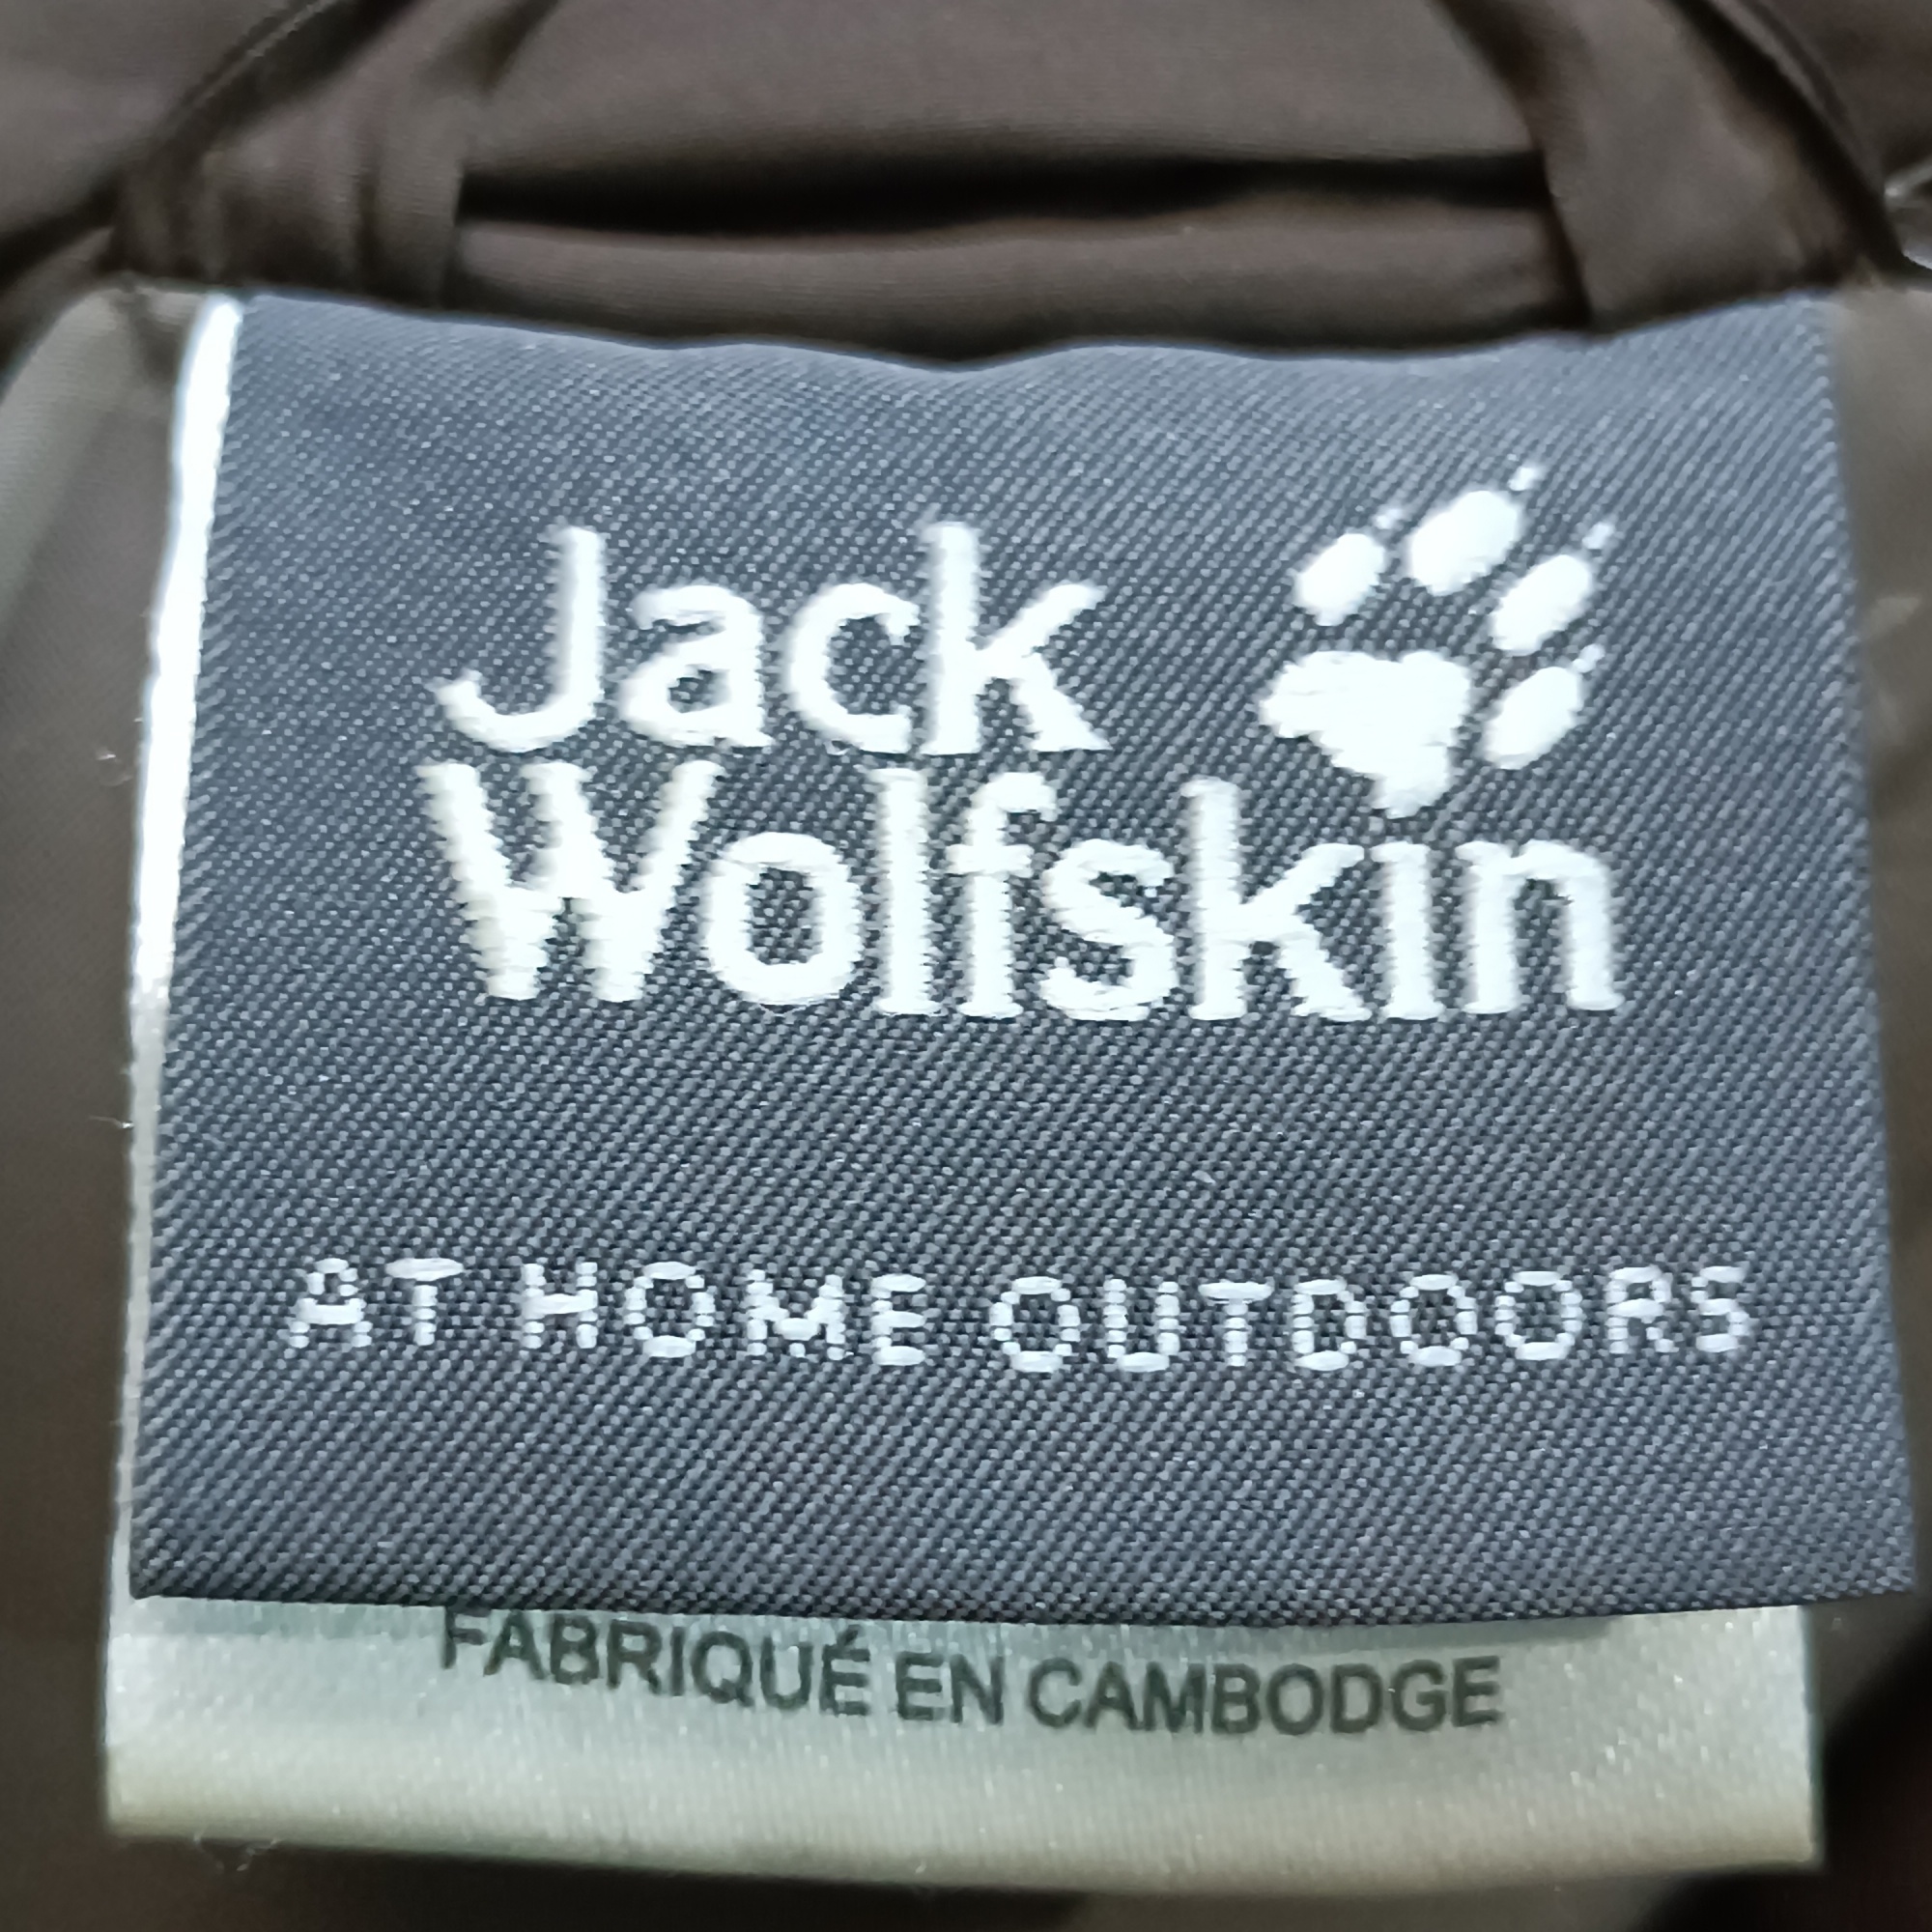 Jack
Wolfskin
AT HOME OUTDOORS
FABRIQUÉ EN CAMBODGE